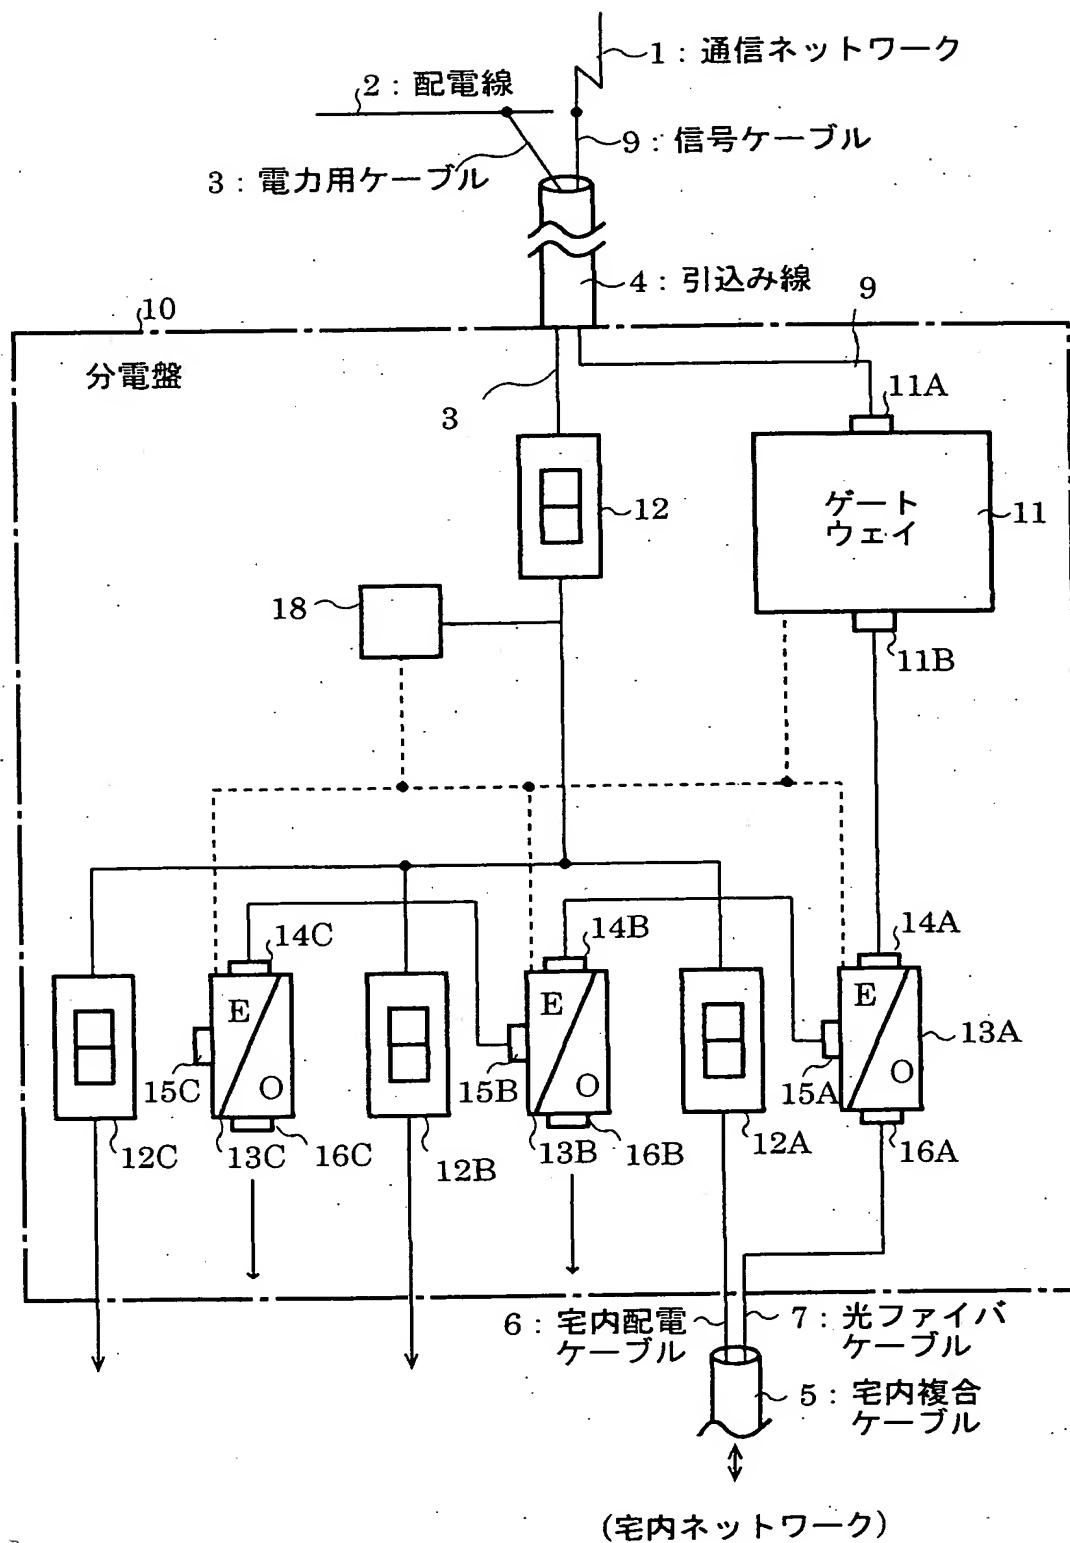 1：通信ネットワーク
2：配電線
9：信号ケーブル
3：電力用ケーブル
4：引込み線
9
10
分電盤
11A
3
ゲート
ウェイ
11
12
18
11B
14C
14B
14A
E
E
E
13A
15C
O
15B
O
15A
O
12C
13C
16C
12B
13B
16B
12A
16A
6：宅内配電
ケーブル
7：光ファイバ
ケーブル
5：宅内複合
ケーブル
(宅内ネットワーク)